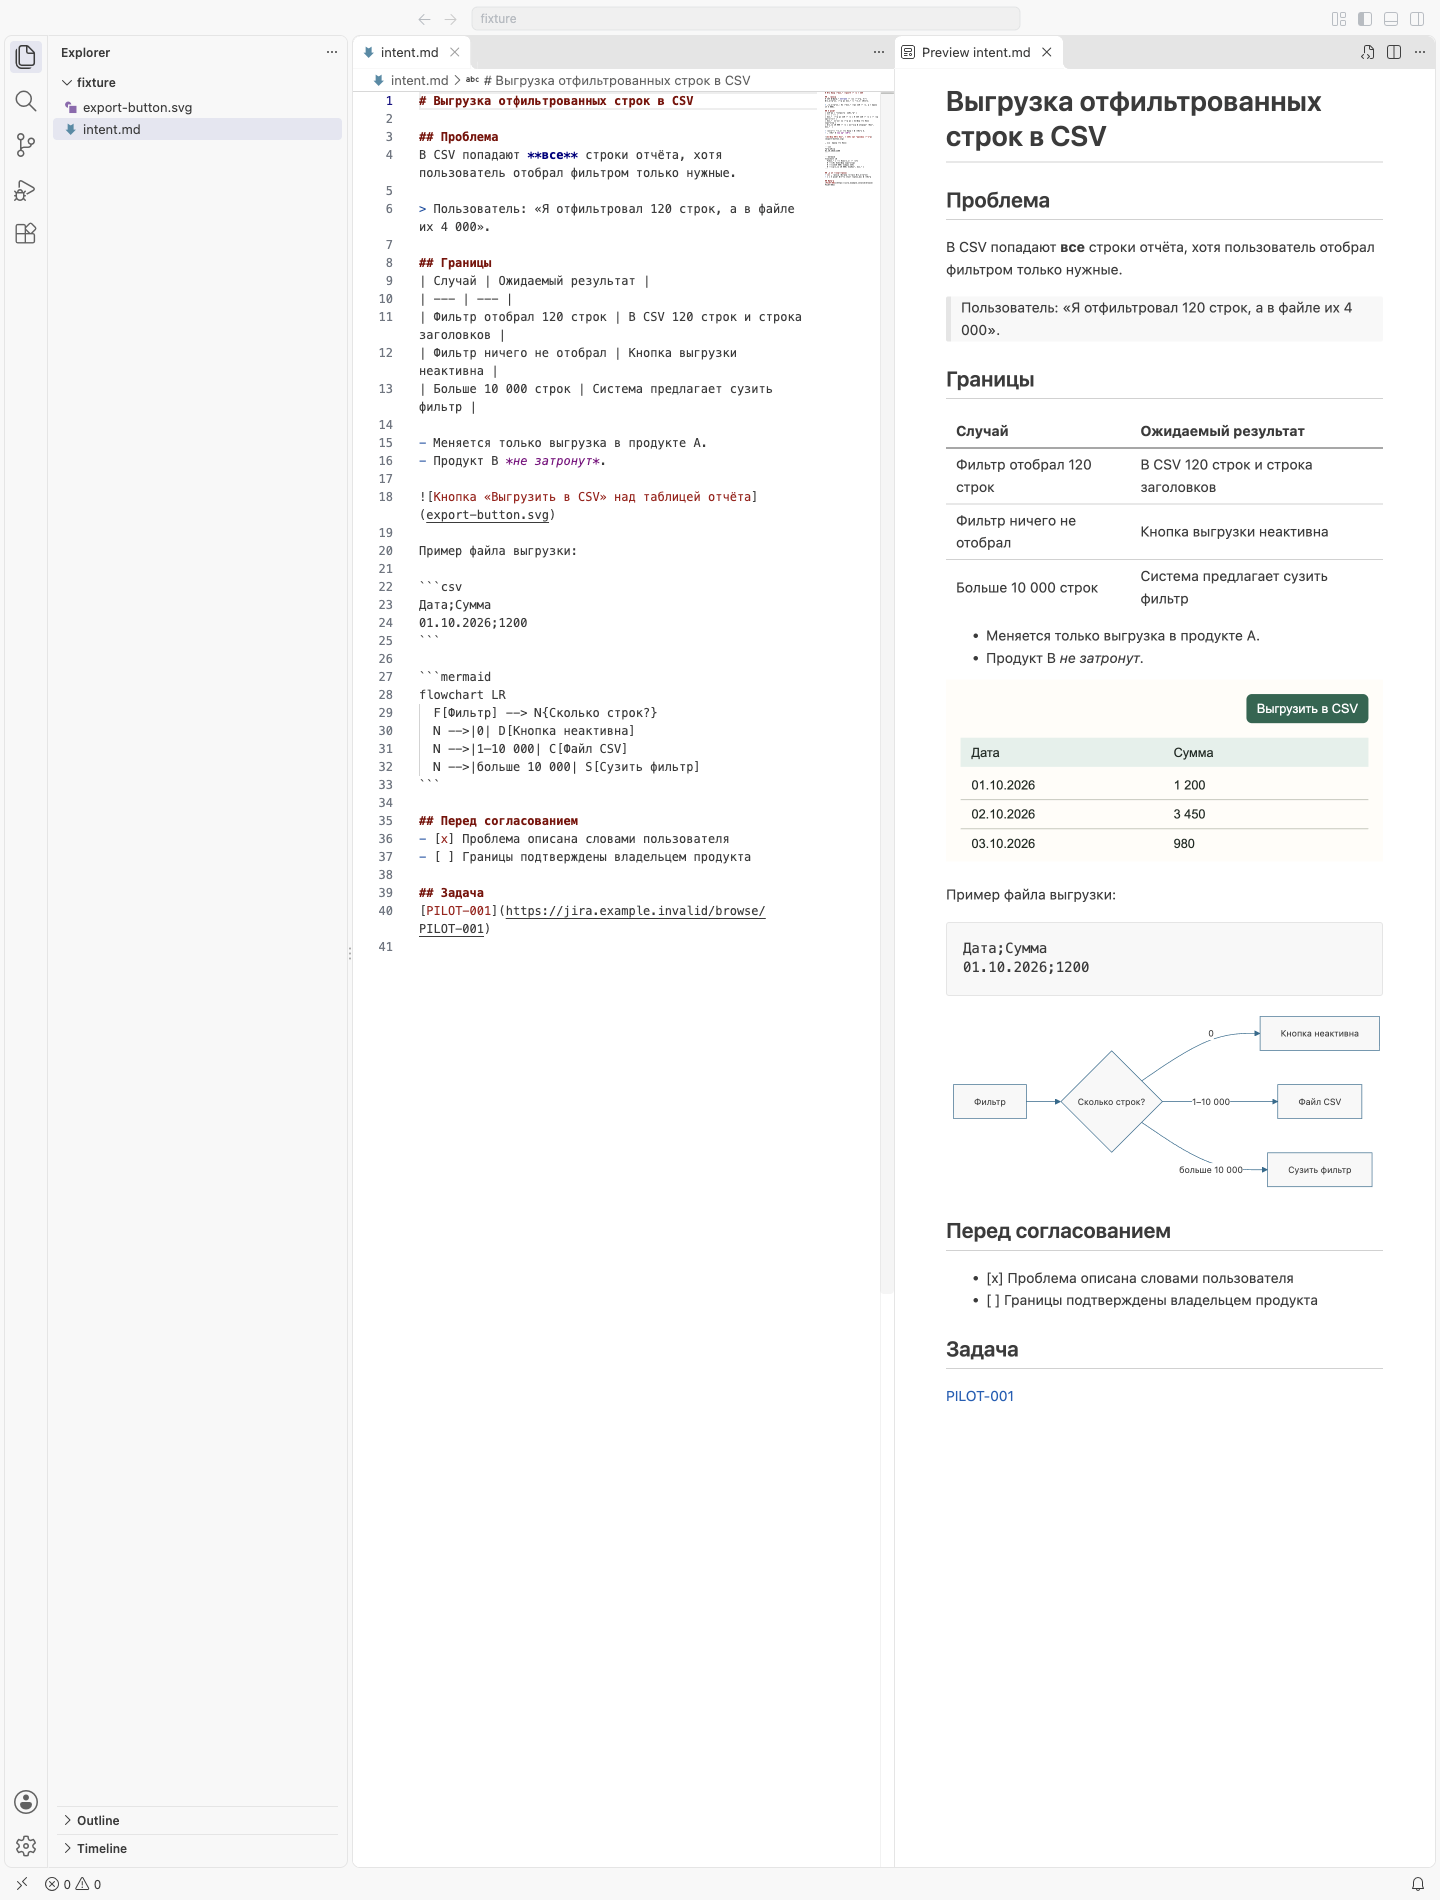 fixture
Explorer
fixture
export-button.svg
intent.md
Outline
Timeline
0 0
intent.md
intent.md > abc # Выгрузка отфильтрованных строк в CSV
1 # Выгрузка отфильтрованных строк в CSV
2
3 ## Проблема
4 В CSV попадают **все** строки отчёта, хотя
пользователь отобрал фильтром только нужные.
5
6 > Пользователь: «Я отфильтровал 120 строк, а в файле
их 4 000».
7
8 ## Границы
9 | Случай | Ожидаемый результат |
10 | --- | --- |
11 | Фильтр отобрал 120 строк | В CSV 120 строк и строка
заголовков |
12 | Фильтр ничего не отобрал | Кнопка выгрузки
неактивна |
13 | Больше 10 000 строк | Система предлагает сузить
фильтр |
14
15 - Меняется только выгрузка в продукте A.
16 - Продукт B *не затронут*.
17
18 ![Кнопка «Выгрузить в CSV» над таблицей отчёта]
(export-button.svg)
19
20 Пример файла выгрузки:
21
22 ```csv
23 Дата;Сумма
24 01.10.2026;1200
25 ```
26
27 ```mermaid
28 flowchart LR
29 F[Фильтр] --> N{Сколько строк?}
30 N -->|0| D[Кнопка неактивна]
31 N -->|1–10 000| C[Файл CSV]
32 N -->|больше 10 000| S[Сузить фильтр]
33 ```
34
35 ## Перед согласованием
36 - [x] Проблема описана словами пользователя
37 - [ ] Границы подтверждены владельцем продукта
38
39 ## Задача
40 [PILOT-001](https://jira.example.invalid/browse/
PILOT-001)
41
Preview intent.md
Выгрузка отфильтрованных
строк в CSV
Проблема
В CSV попадают все строки отчёта, хотя пользователь отобрал
фильтром только нужные.
Пользователь: «Я отфильтровал 120 строк, а в файле их 4
000».
Границы
Случай Ожидаемый результат
Фильтр отобрал 120 В CSV 120 строк и строка
строк заголовков
Фильтр ничего не
отобрал Кнопка выгрузки неактивна
Больше 10 000 строк Система предлагает сузить
фильтр
• Меняется только выгрузка в продукте A.
• Продукт B не затронут.
Выгрузить в CSV
Дата Сумма
01.10.2026 1 200
02.10.2026 3 450
03.10.2026 980
Пример файла выгрузки:
Дата;Сумма
01.10.2026;1200
0 Кнопка неактивна
Фильтр Сколько строк? 1–10 000 Файл CSV
больше 10 000 Сузить фильтр
Перед согласованием
• [x] Проблема описана словами пользователя
• [ ] Границы подтверждены владельцем продукта
Задача
PILOT-001